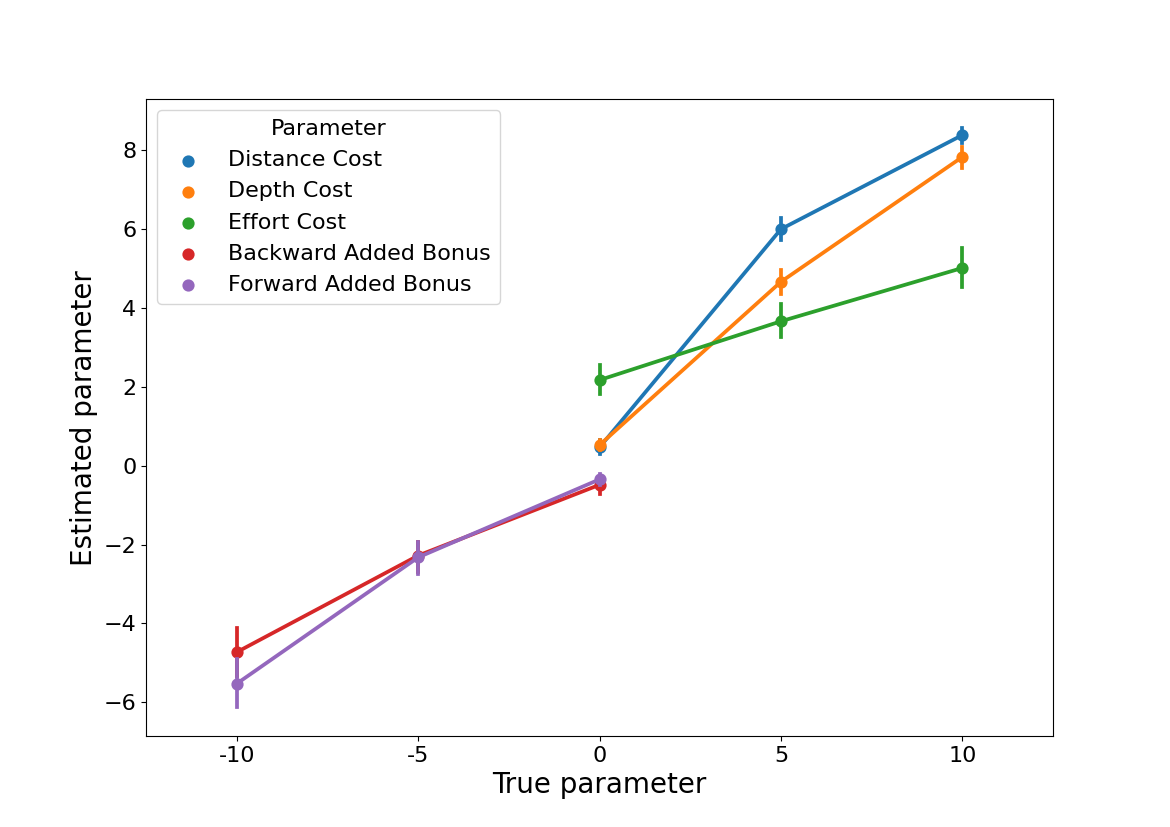 Parameter
Distance Cost
Depth Cost
Effort Cost
Backward Added Bonus
Forward Added Bonus
Estimated parameter
8
6
4
2
0
−2
−4
−6
-10
-5
0
5
10
True parameter